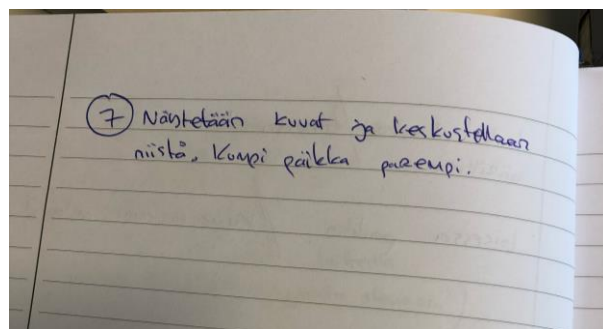 7 Näytetään kuvat ja keskustellaan
niistä. Kumpi paikka parempi.